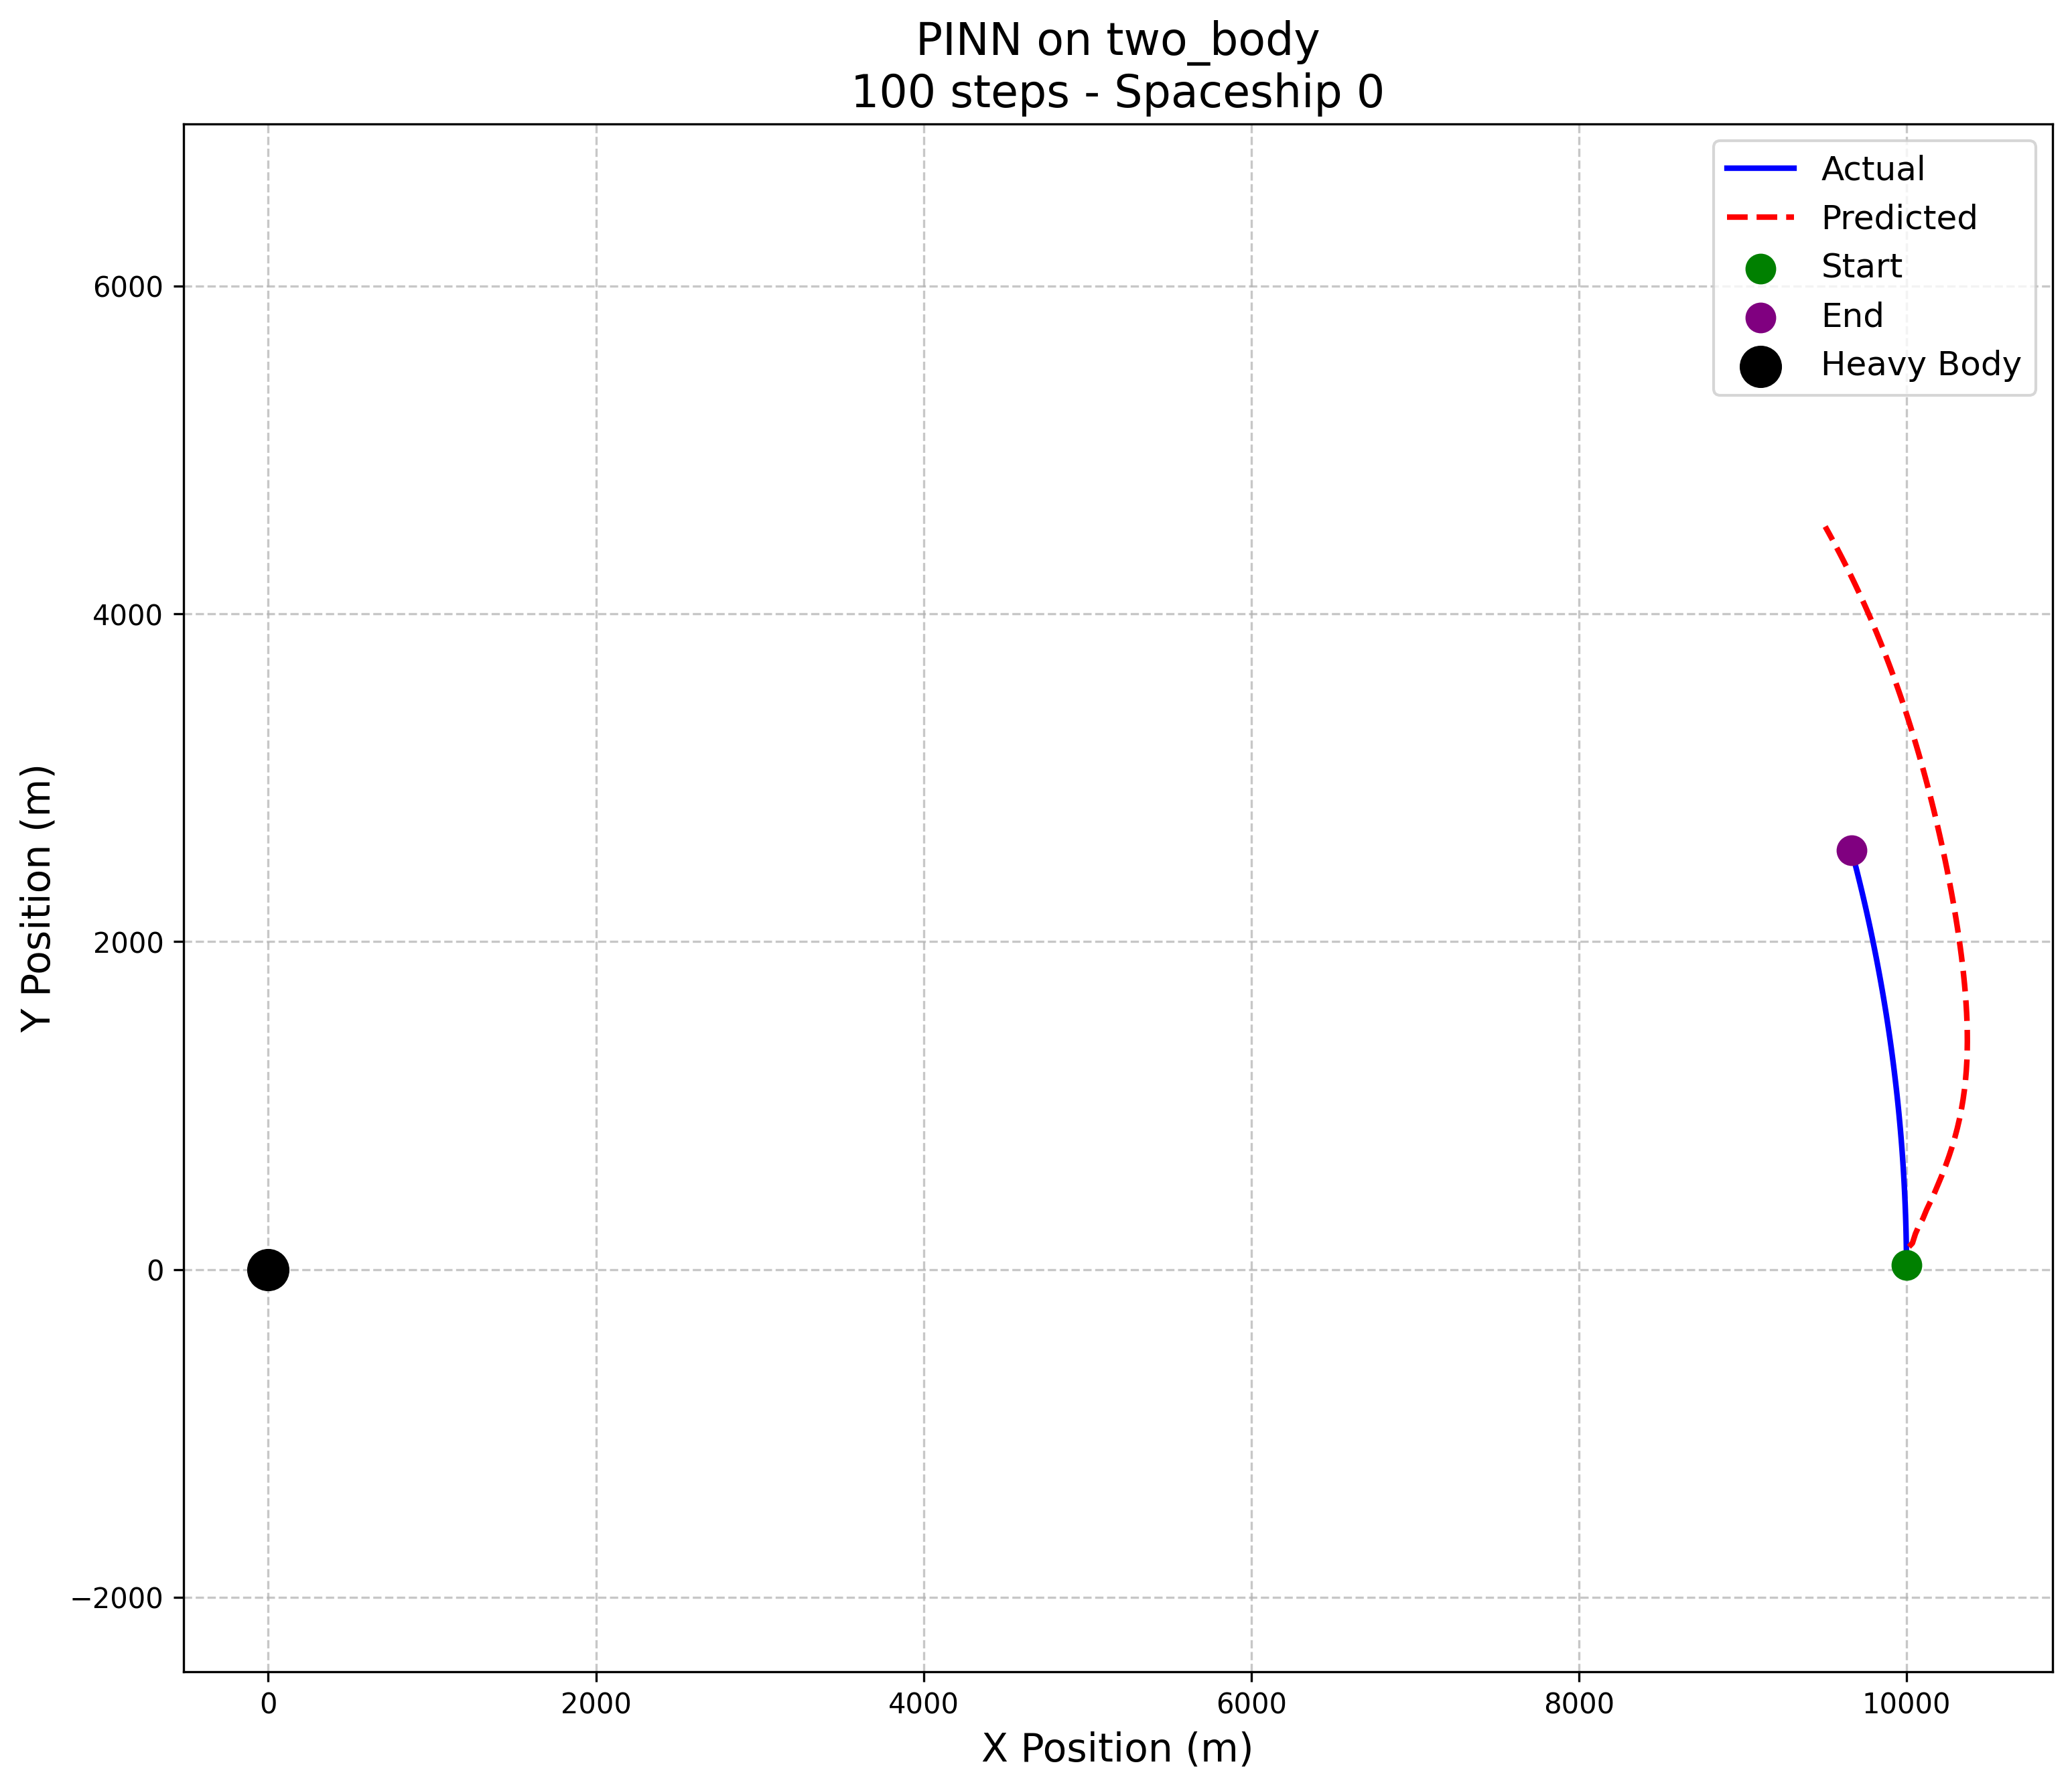 PINN on two_body
100 steps - Spaceship 0
Actual
Predicted
Start
End
Heavy Body
Y Position (m)
6000
4000
2000
0
−2000
0
2000
4000
6000
8000
10000
X Position (m)